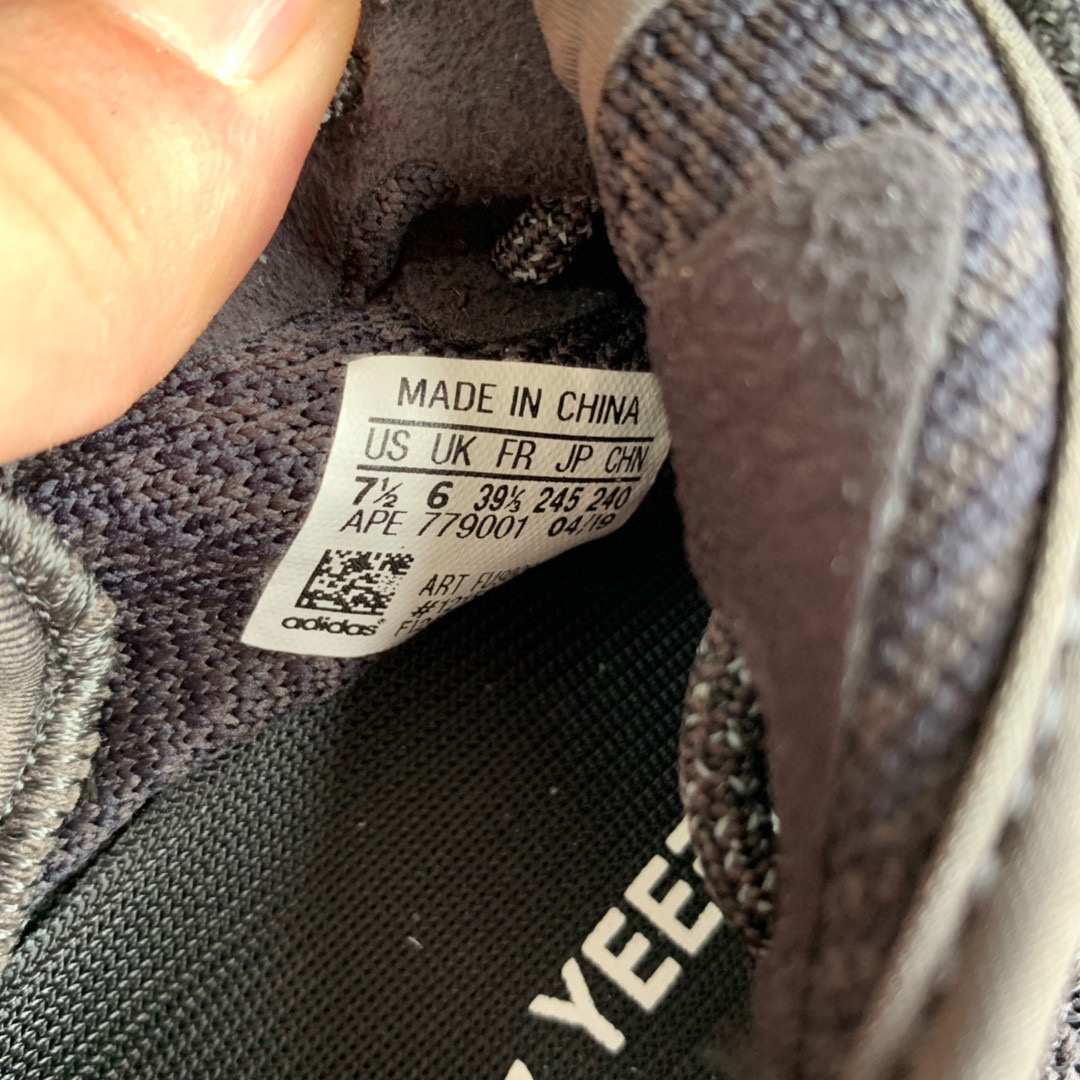 MADE IN CHINA
US UK FR JP CHN
7½ 6 39⅓ 245 240
APE 779001 04/19
ART
adidas